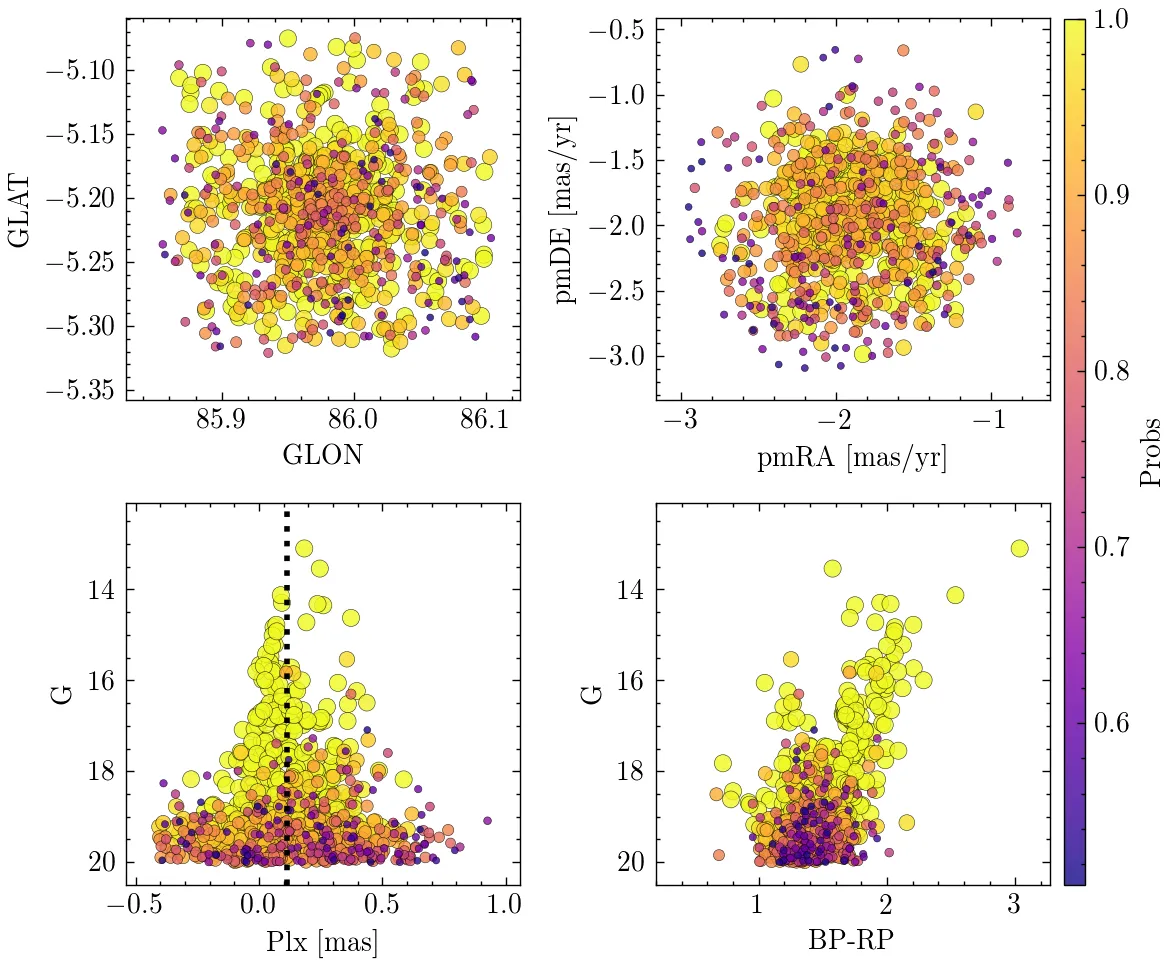 −5.10
−5.15
−5.20
−5.25
−5.30
−5.35
GLAT
85.9 86.0 86.1
GLON
−0.5
−1.0
−1.5
−2.0
−2.5
−3.0
pmDE [mas/yr]
−3 −2 −1
pmRA [mas/yr]
14
16
18
20
G
−0.5 0.0 0.5 1.0
Plx [mas]
14
16
18
20
G
1 2 3
BP-RP
1.0
0.9
0.8
0.7
0.6
Probs